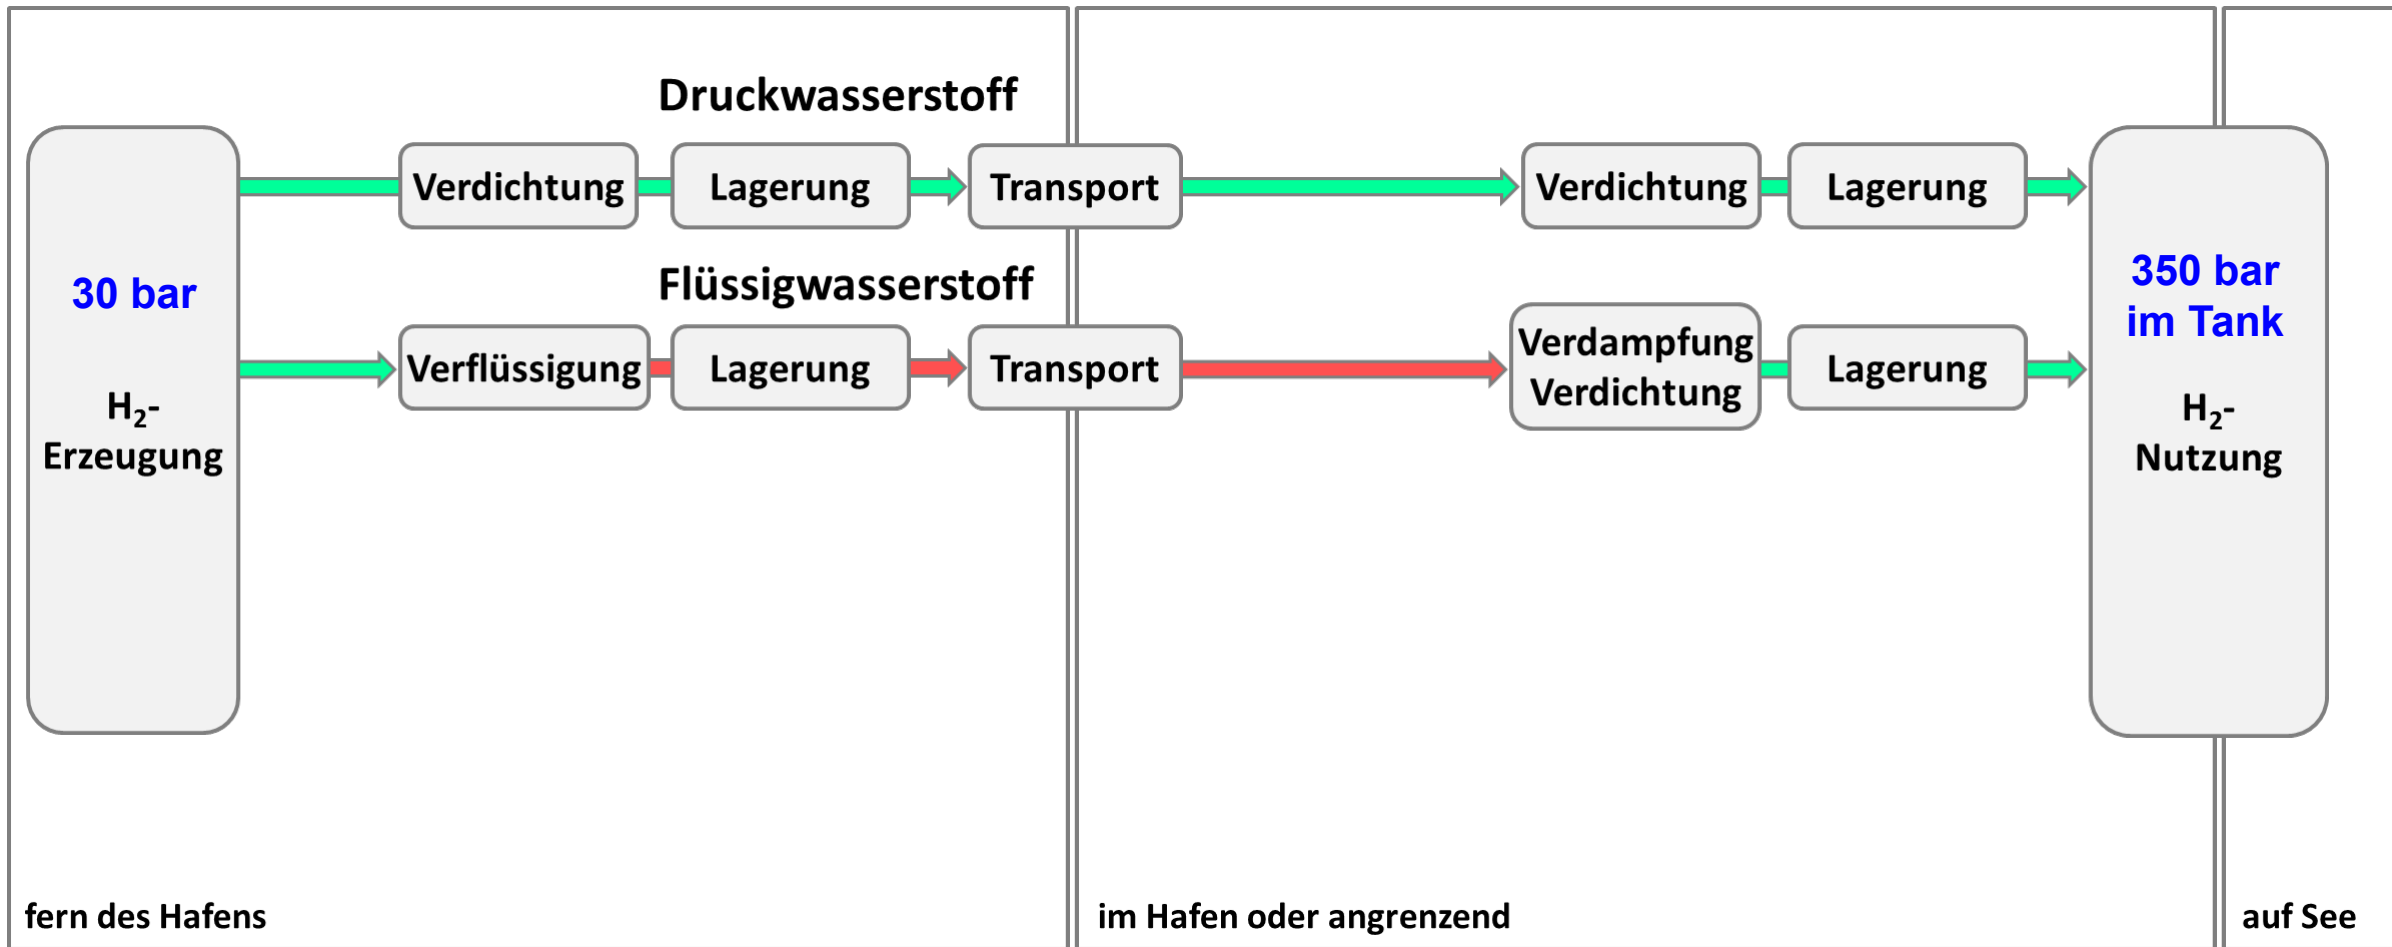 Druckwasserstoff
Verdichtung
Lagerung
Transport
Verdichtung
Lagerung
30 bar
H₂-
Erzeugung
Flüssigwasserstoff
Verflüssigung
Lagerung
Transport
Verdampfung
Verdichtung
Lagerung
350 bar
im Tank
H₂-
Nutzung
fern des Hafens
im Hafen oder angrenzend
auf See